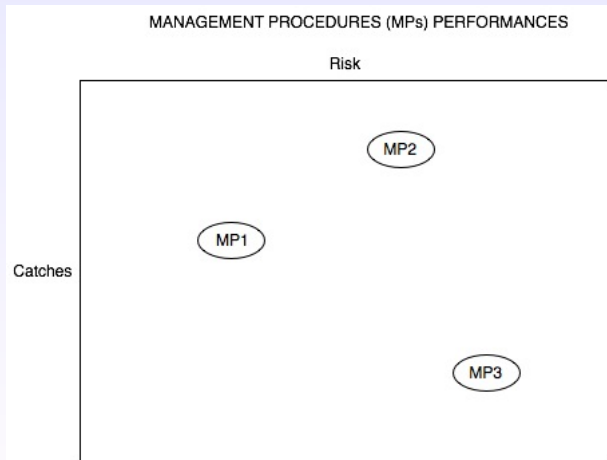 MANAGEMENT PROCEDURES (MPs) PERFORMANCES
Risk
MP2
MP1
Catches
MP3